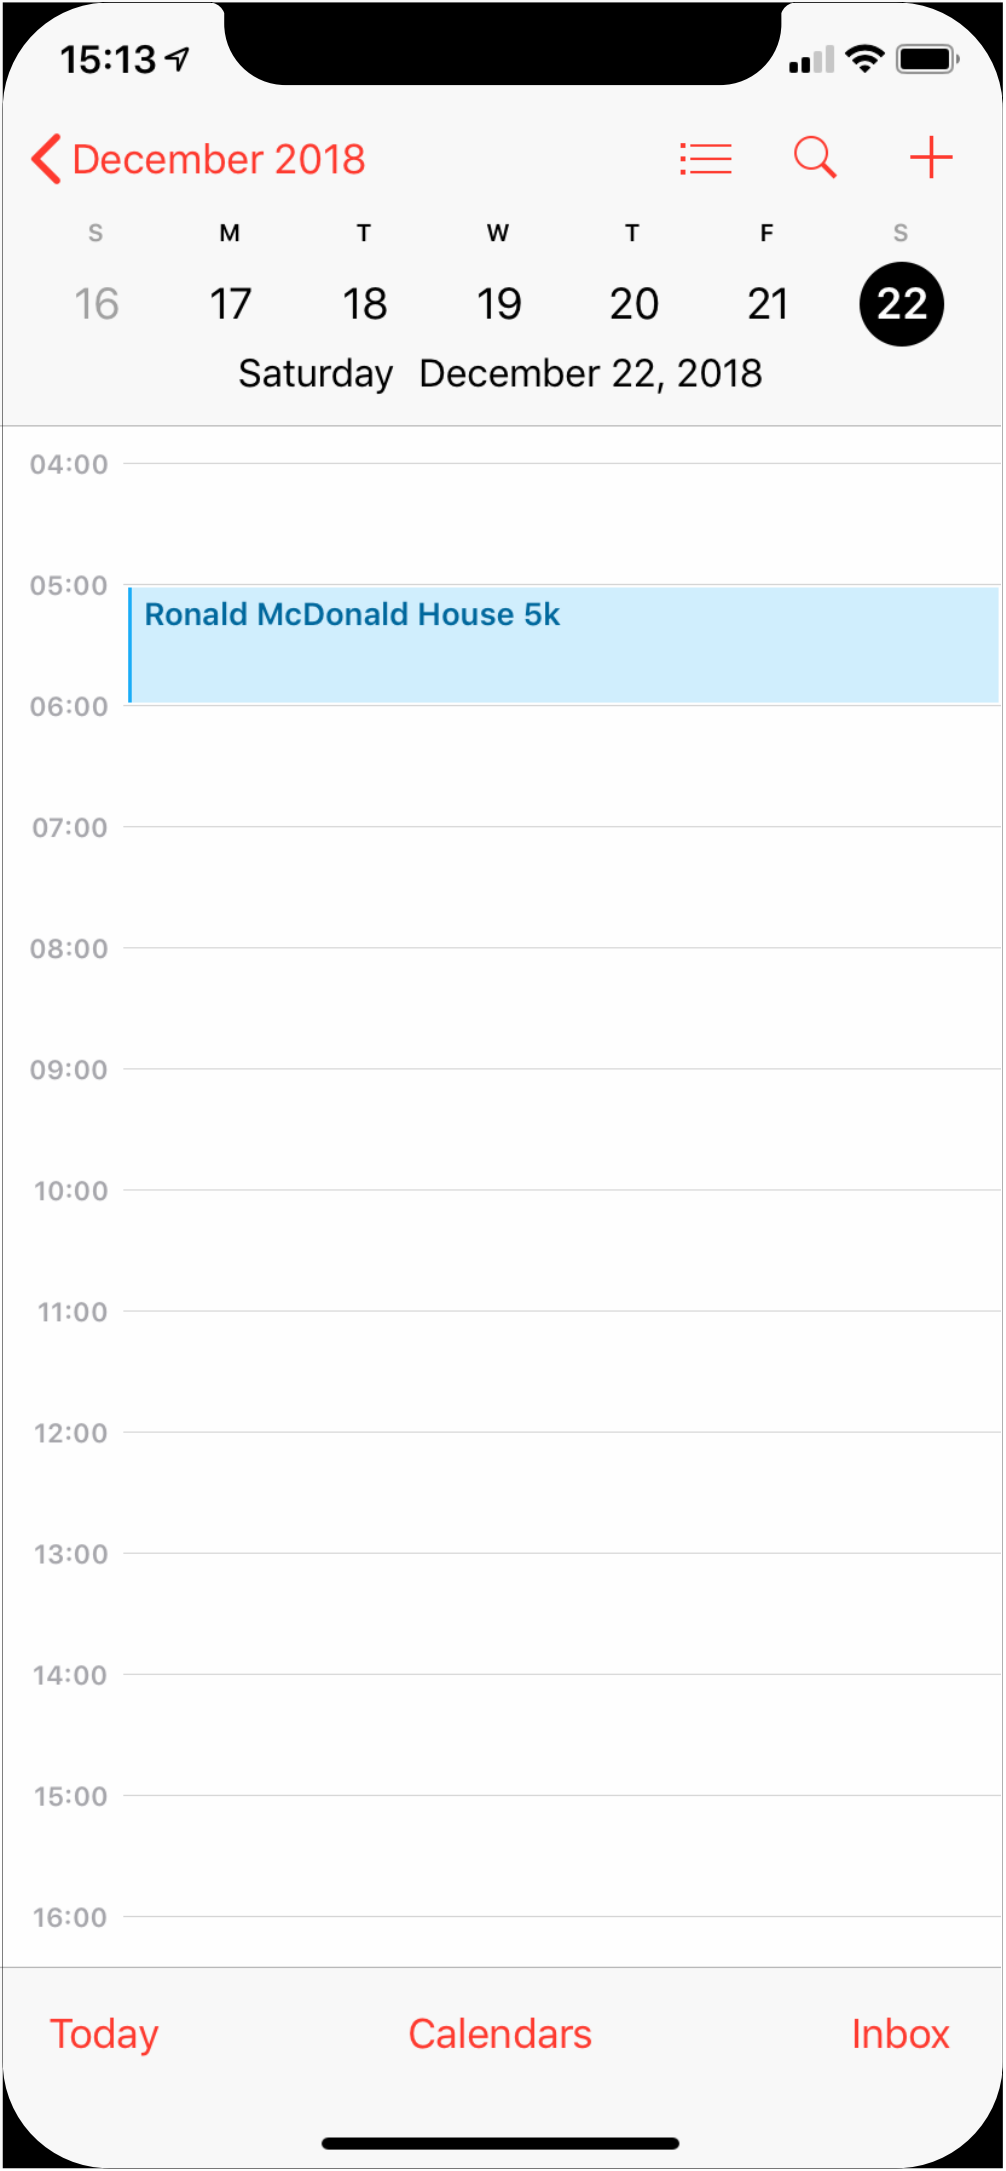 15:13
December 2018
S M T W T F S
16 17 18 19 20 21 22
Saturday December 22, 2018
04:00
05:00
Ronald McDonald House 5k
06:00
07:00
08:00
09:00
10:00
11:00
12:00
13:00
14:00
15:00
16:00
Today Calendars Inbox